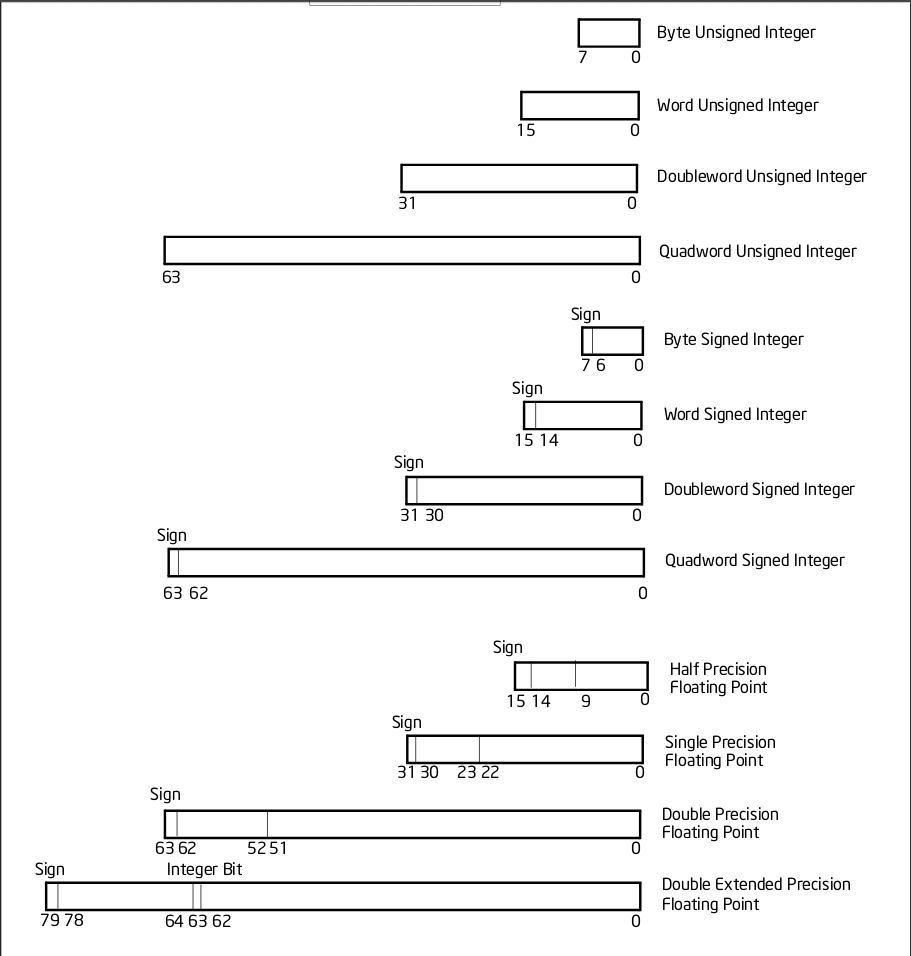 Byte Unsigned Integer
7 0
Word Unsigned Integer
15 0
Doubleword Unsigned Integer
31 0
Quadword Unsigned Integer
63 0
Sign
Byte Signed Integer
7 6 0
Sign
Word Signed Integer
15 14 0
Sign
Doubleword Signed Integer
31 30 0
Sign
Quadword Signed Integer
63 62 0
Sign
Half Precision
Floating Point
15 14 9 0
Sign
Single Precision
Floating Point
31 30 23 22 0
Sign
Double Precision
Floating Point
63 62 52 51 0
Sign Integer Bit
Double Extended Precision
Floating Point
79 78 64 63 62 0